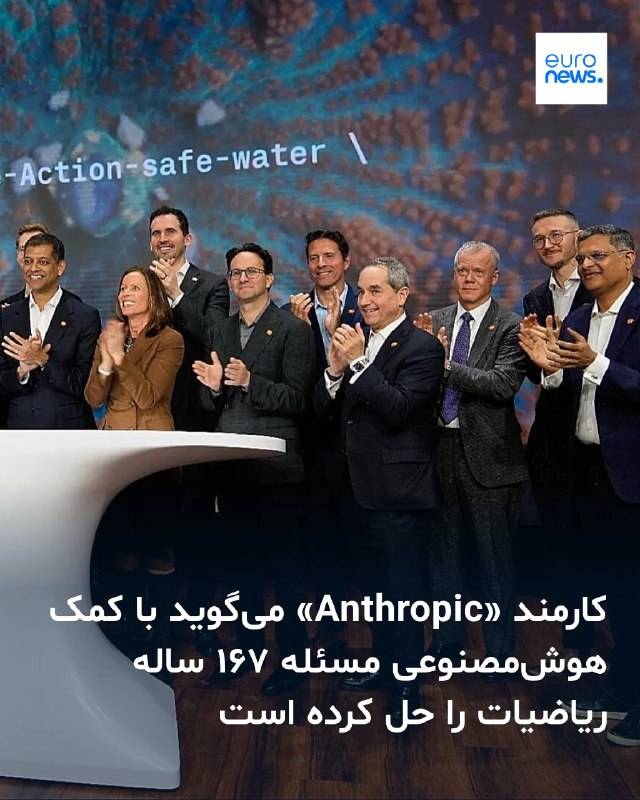 euro
news.
-Action-safe-water \
کارمند «Anthropic» می‌گوید با کمک
هوش‌مصنوعی مسئله ۱۶۷ ساله
ریاضیات را حل کرده است